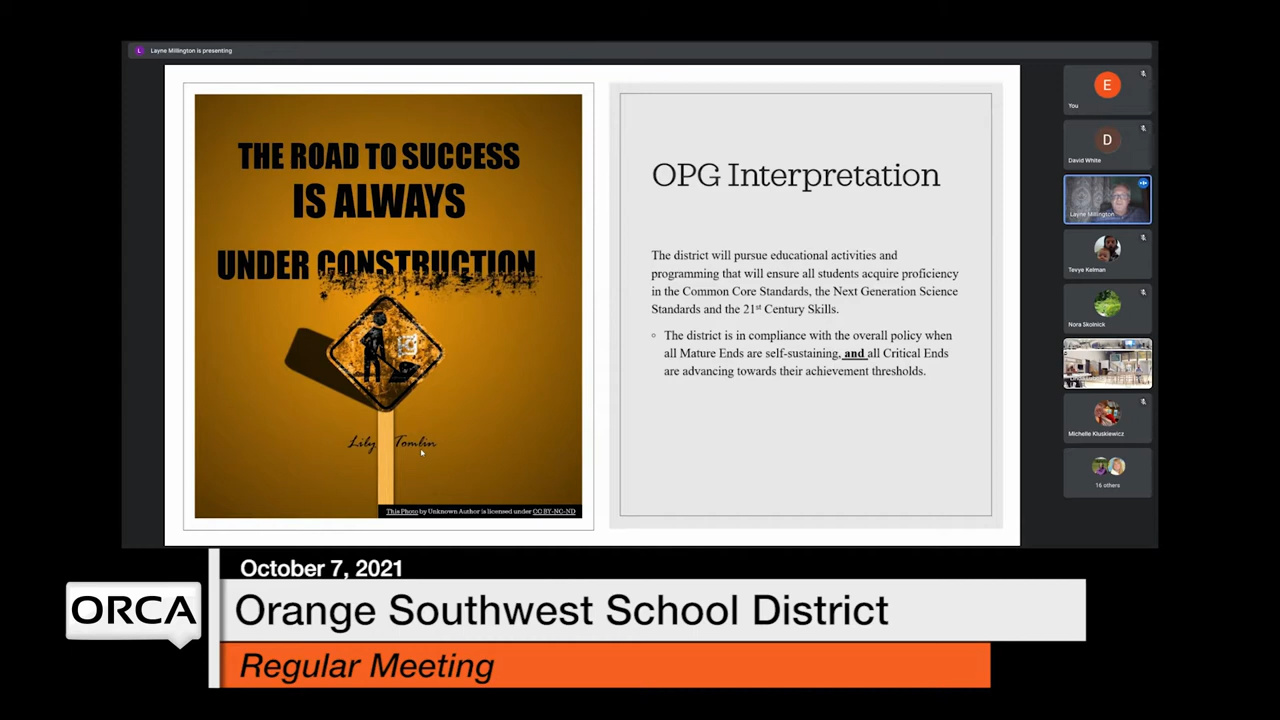 L
Layne Millington is presenting
THE ROAD TO SUCCESS
IS ALWAYS
UNDER CONSTRUCTION
Lily Tomlin
This Photo by Unknown Author is licensed under CC BY-NC-ND
OPG Interpretation
The district will pursue educational activities and
programming that will ensure all students acquire proficiency
in the Common Core Standards, the Next Generation Science
Standards and the 21st Century Skills.
The district is in compliance with the overall policy when
all Mature Ends are self-sustaining, and all Critical Ends
are advancing towards their achievement thresholds.
E
You
D
David White
Layne Millington
Tevya Kelman
Nora Skolnick
Michelle Kluskiewicz
16 others
October 7, 2021
ORCA
Orange Southwest School District
Regular Meeting